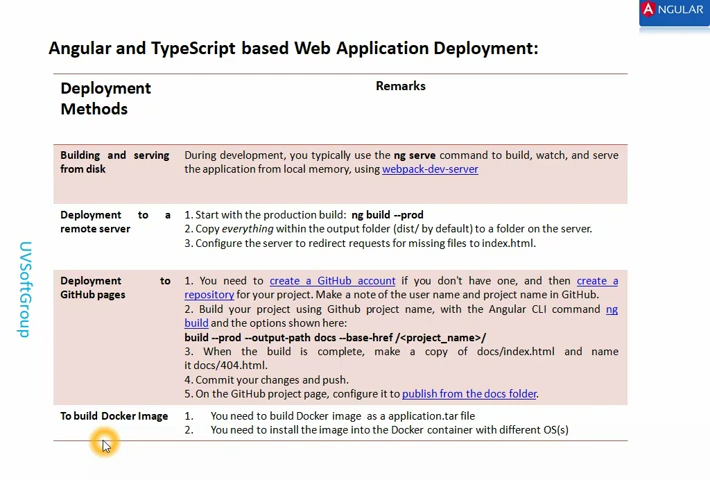 ANGULAR
Angular and TypeScript based Web Application Deployment:
Deployment
Methods
Remarks
Building and serving
from disk
During development, you typically use the ng serve command to build, watch, and serve
the application from local memory, using webpack-dev-server
Deployment to a
remote server
1. Start with the production build: ng build --prod
2. Copy everything within the output folder (dist/ by default) to a folder on the server.
3. Configure the server to redirect requests for missing files to index.html.
Deployment to
GitHub pages
1. You need to create a GitHub account if you don't have one, and then create a
repository for your project. Make a note of the user name and project name in GitHub.
2. Build your project using Github project name, with the Angular CLI command ng
build and the options shown here:
build --prod --output-path docs --base-href /<project_name>/
3. When the build is complete, make a copy of docs/index.html and name
it docs/404.html.
4. Commit your changes and push.
5. On the GitHub project page, configure it to publish from the docs folder.
To build Docker Image
1. You need to build Docker image as a application.tar file
2. You need to install the image into the Docker container with different OS(s)
UVSoftGroup